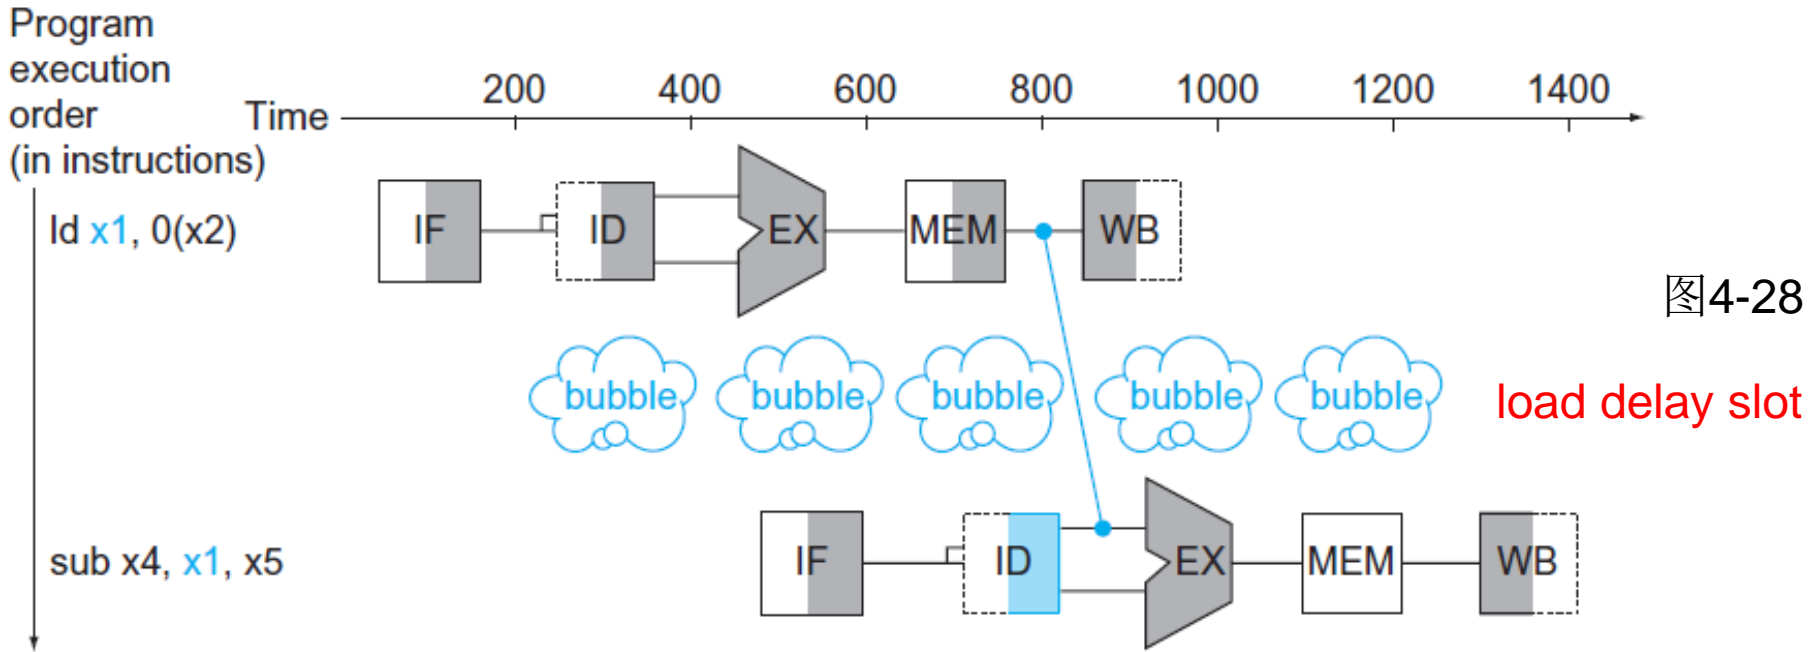 Program
execution
order
(in instructions)
Time
200 400 600 800 1000 1200 1400
ld x1, 0(x2)
IF ID EX MEM WB
图4-28
bubble bubble bubble bubble bubble
load delay slot
sub x4, x1, x5
IF ID EX MEM WB